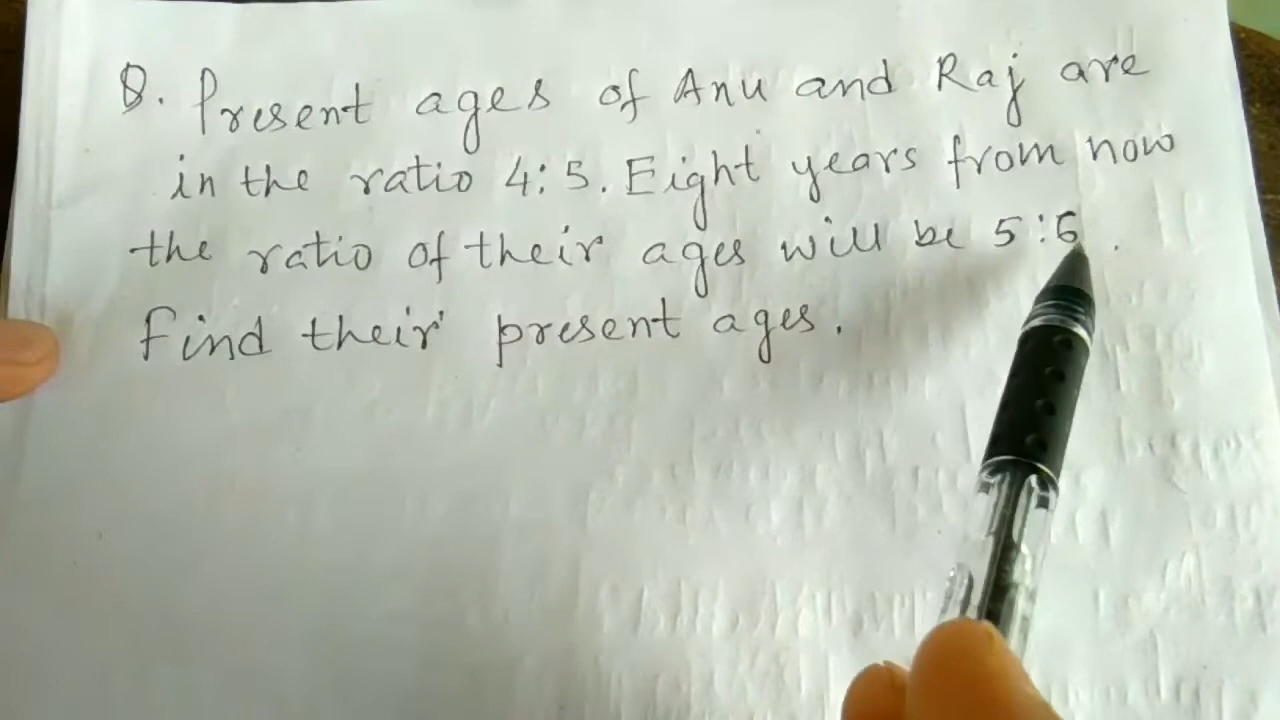 Q. Present ages of Anu and Raj are
in the ratio 4:5. Eight years from now
the ratio of their ages will be 5:6.
Find their present ages.